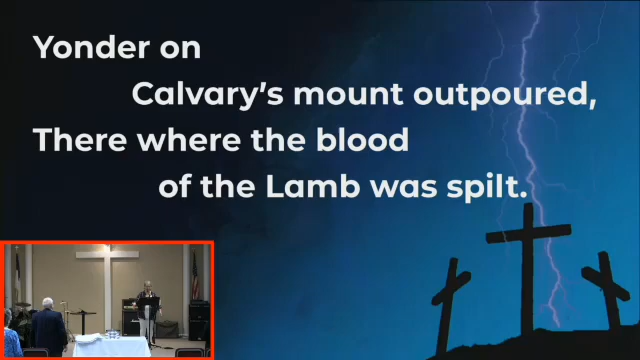 Yonder on
Calvary's mount outpoured,
There where the blood
of the Lamb was spilt.